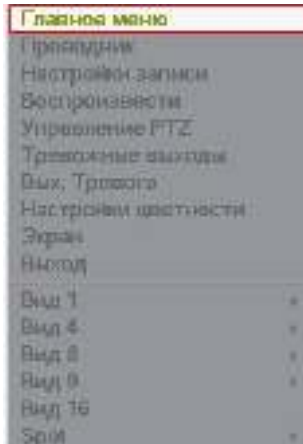 Главное меню
Проводник
Настройки записи
Воспроизвести
Управление PTZ
Тревожные выходы
Вых. Тревога
Настройки цветности
Экран
Выход
Вид 1
Вид 4
Вид 8
Вид 9
Вид 16
Spot